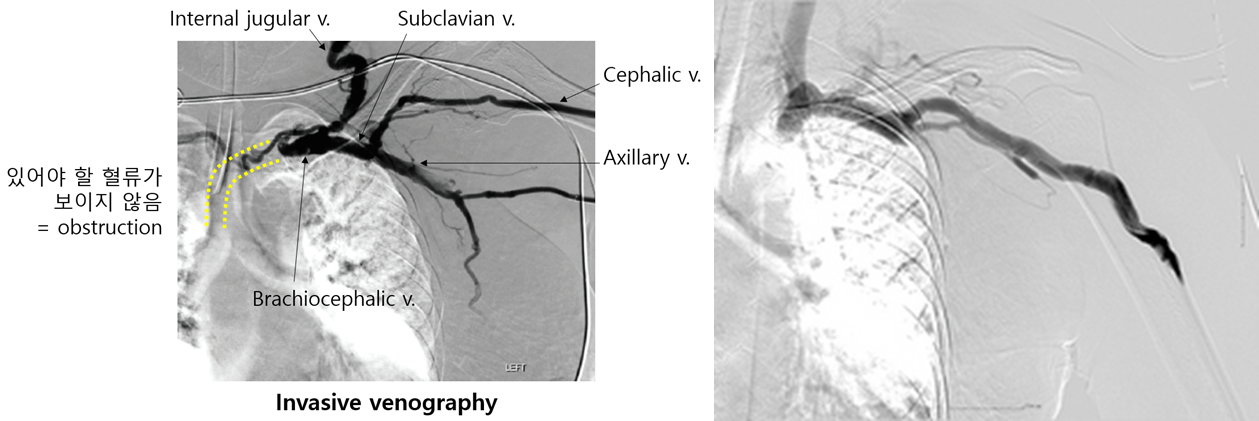 Internal jugular v.
Subclavian v.
Cephalic v.
Axillary v.
있어야 할 혈류가
보이지 않음
= obstruction
Brachiocephalic v.
LEFT
Invasive venography